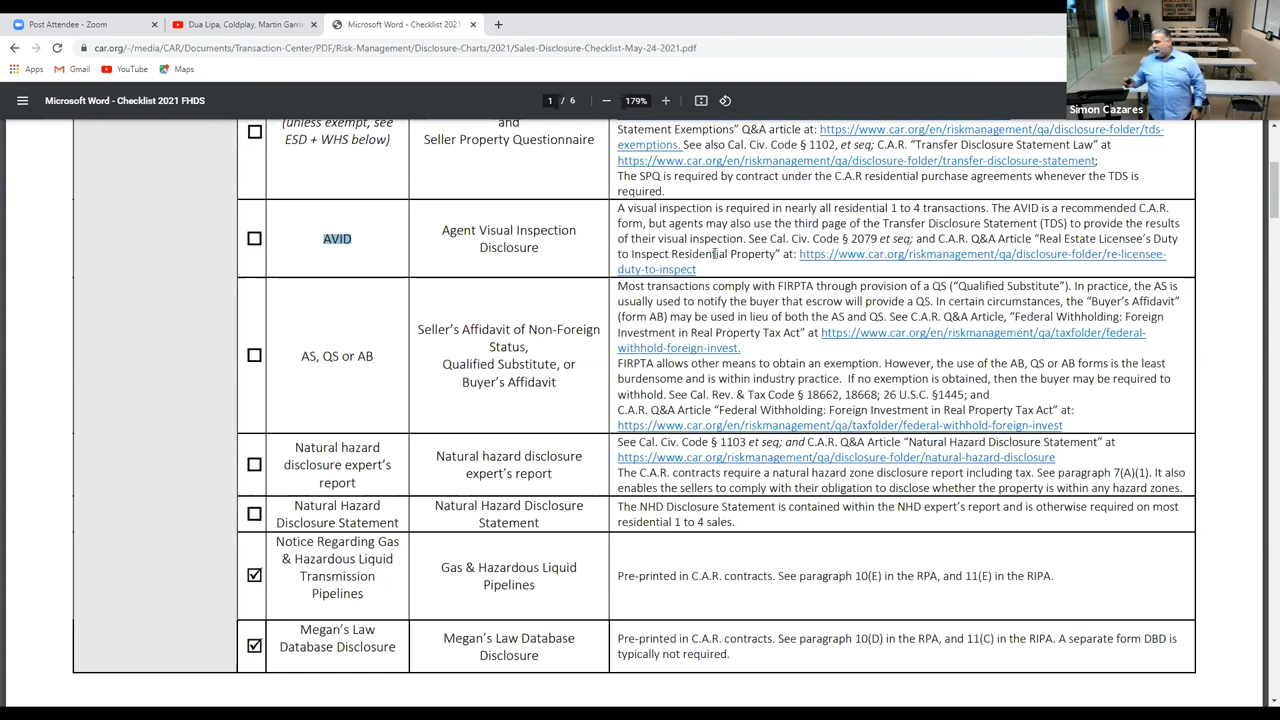 Post Attendee - Zoom
Dua Lipa, Coldplay, Martin Garri
Microsoft Word - Checklist 2021
car.org/-/media/CAR/Documents/Transaction-Center/PDF/Risk-Management/Disclosure-Charts/2021/Sales-Disclosure-Checklist-May-24-2021.pdf
Apps
Gmail
YouTube
Maps
Microsoft Word - Checklist 2021 FHDS
1 / 6
179%
Simon Cazares
(unless exempt, see
ESD + WHS below)
and
Seller Property Questionnaire
Statement Exemptions" Q&A article at: https://www.car.org/en/riskmanagement/qa/disclosure-folder/tds-
exemptions. See also Cal. Civ. Code § 1102, et seq; C.A.R. "Transfer Disclosure Statement Law" at
https://www.car.org/en/riskmanagement/qa/disclosure-folder/transfer-disclosure-statement;
The SPQ is required by contract under the C.A.R residential purchase agreements whenever the TDS is
required.
AVID
Agent Visual Inspection
Disclosure
A visual inspection is required in nearly all residential 1 to 4 transactions. The AVID is a recommended C.A.R.
form, but agents may also use the third page of the Transfer Disclosure Statement (TDS) to provide the results
of their visual inspection. See Cal. Civ. Code § 2079 et seq; and C.A.R. Q&A Article "Real Estate Licensee's Duty
to Inspect Residential Property" at: https://www.car.org/en/riskmanagement/qa/disclosure-folder/re-licensee-
duty-to-inspect
AS, QS or AB
Seller's Affidavit of Non-Foreign
Status,
Qualified Substitute, or
Buyer's Affidavit
Most transactions comply with FIRPTA through provision of a QS ("Qualified Substitute"). In practice, the AS is
usually used to notify the buyer that escrow will provide a QS. In certain circumstances, the "Buyer's Affidavit"
(form AB) may be used in lieu of both the AS and QS. See C.A.R. Q&A Article, "Federal Withholding: Foreign
Investment in Real Property Tax Act" at https://www.car.org/en/riskmanagement/qa/taxfolder/federal-
withhold-foreign-invest.
FIRPTA allows other means to obtain an exemption. However, the use of the AB, QS or AB forms is the least
burdensome and is within industry practice. If no exemption is obtained, then the buyer may be required to
withhold. See Cal. Rev. & Tax Code § 18662, 18668; 26 U.S.C. §1445; and
C.A.R. Q&A Article "Federal Withholding: Foreign Investment in Real Property Tax Act" at:
https://www.car.org/en/riskmanagement/qa/taxfolder/federal-withhold-foreign-invest
Natural hazard
disclosure expert's
report
Natural hazard disclosure
expert's report
See Cal. Civ. Code § 1103 et seq; and C.A.R. Q&A Article "Natural Hazard Disclosure Statement" at
https://www.car.org/en/riskmanagement/qa/disclosure-folder/natural-hazard-disclosure
The C.A.R. contracts require a natural hazard zone disclosure report including tax. See paragraph 7(A)(1). It also
enables the sellers to comply with their obligation to disclose whether the property is within any hazard zones.
Natural Hazard
Disclosure Statement
Natural Hazard Disclosure
Statement
The NHD Disclosure Statement is contained within the NHD expert's report and is otherwise required on most
residential 1 to 4 sales.
Notice Regarding Gas
& Hazardous Liquid
Transmission
Pipelines
Gas & Hazardous Liquid
Pipelines
Pre-printed in C.A.R. contracts. See paragraph 10(E) in the RPA, and 11(E) in the RIPA.
Megan's Law
Database Disclosure
Megan's Law Database
Disclosure
Pre-printed in C.A.R. contracts. See paragraph 10(D) in the RPA, and 11(C) in the RIPA. A separate form DBD is
typically not required.